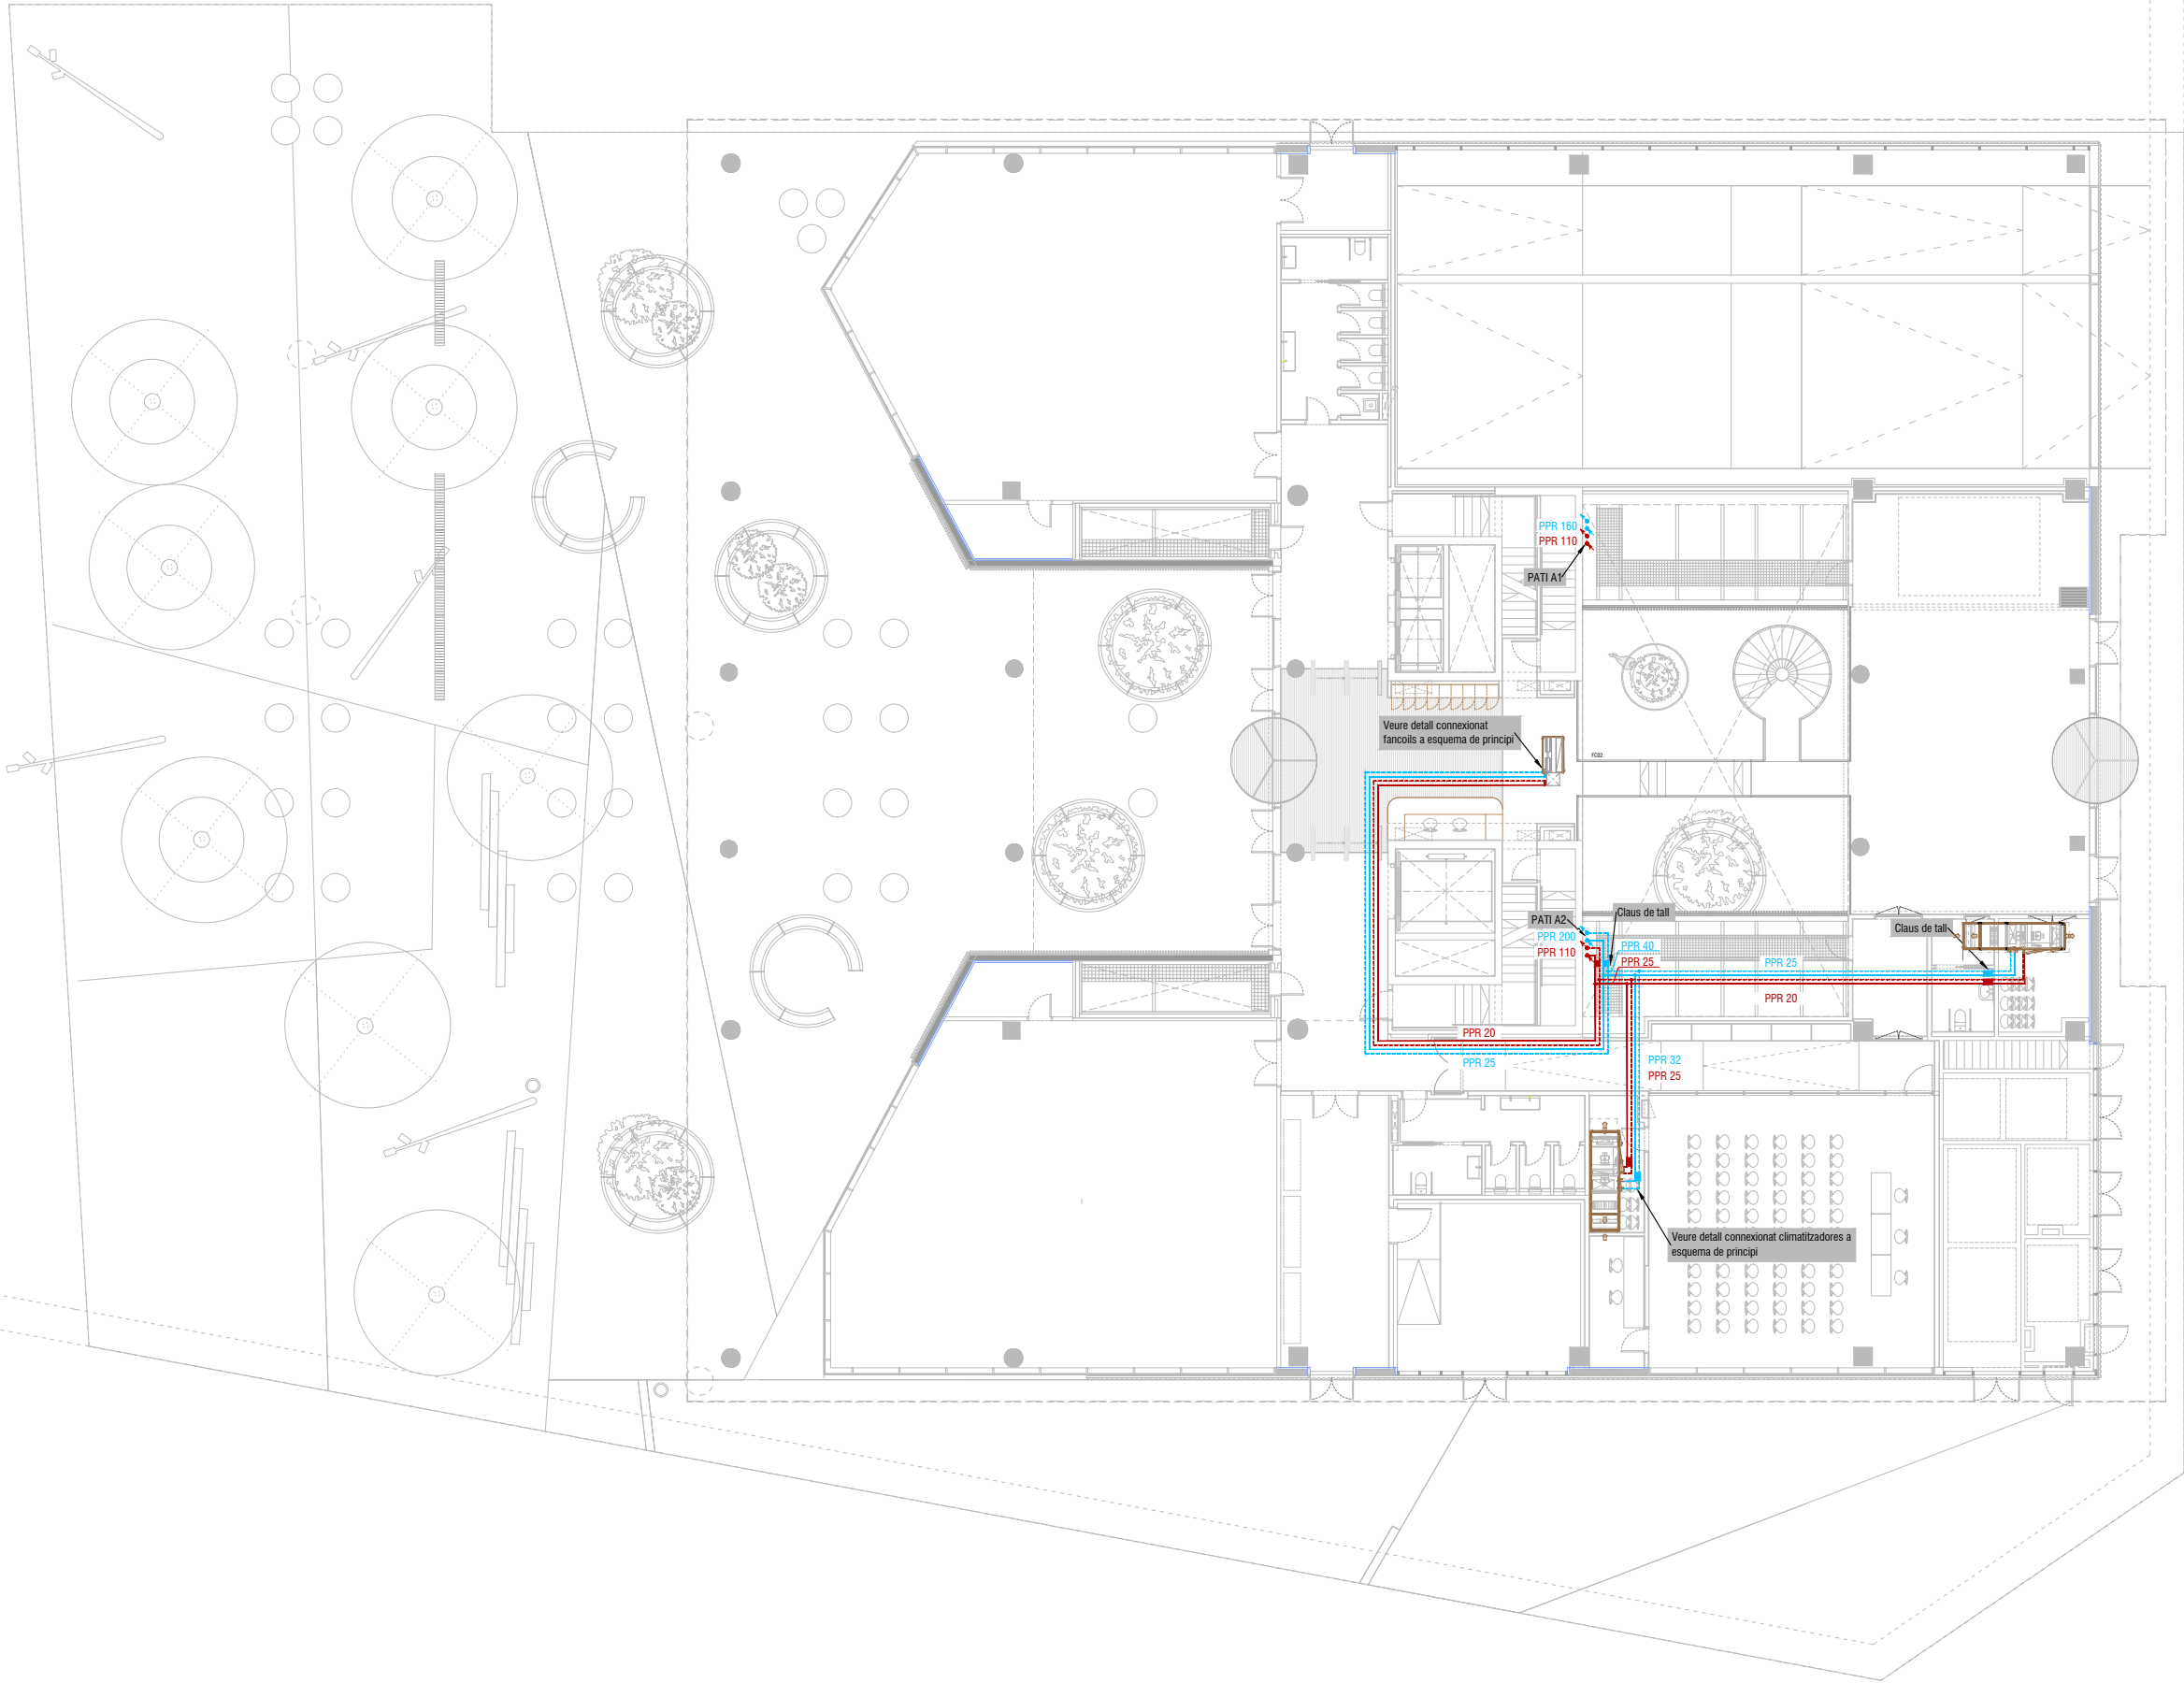 PPR 160
PPR 110
PATI A1
Veure detall connexionat
fancoils a esquema de principi
FC02
PATI A2
Claus de tall
PPR 200
PPR 40
PPR 110
PPR 25
PPR 25
Claus de tall
PPR 20
PPR 20
PPR 25
PPR 32
PPR 25
Veure detall connexionat climatitzadores a
esquema de principi